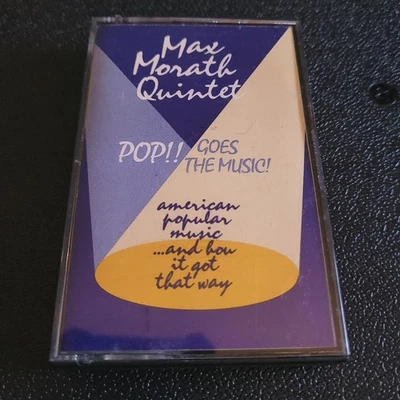 Max
Morath
Quintet
POP!! GOES
THE MUSIC!
american
popular
music
...and how
it got
that way